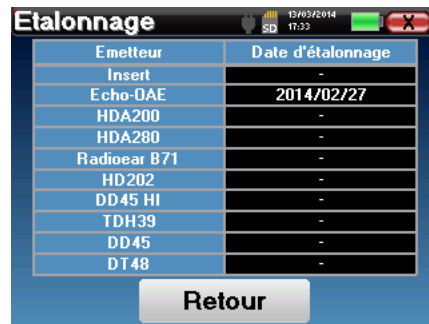 Etalonnage SD 13/03/2014 17:33 X
Emetteur Date d'étalonnage
Insert -
Echo-OAE 2014/02/27
HDA200 -
HDA280 -
Radioear B71 -
HD202 -
DD45 HI -
TDH39 -
DD45 -
DT48 -
Retour